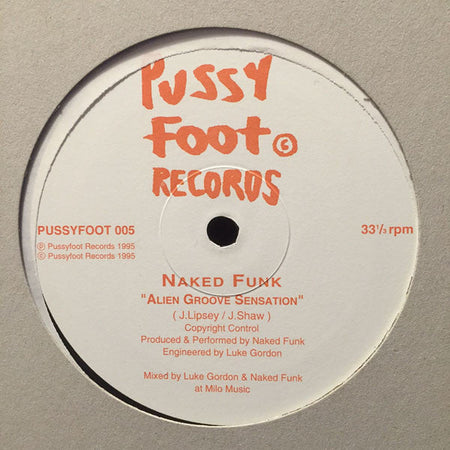 PUSSY
FOOT ©
RECORDS
PUSSYFOOT 005
33⅓ rpm
℗ Pussyfoot Records 1995
© Pussyfoot Records 1995
NAKED FUNK
"ALIEN GROOVE SENSATION"
( J.Lipsey / J.Shaw )
Copyright Control
Produced & Performed by Naked Funk
Engineered by Luke Gordon
Mixed by Luke Gordon & Naked Funk
at Milo Music